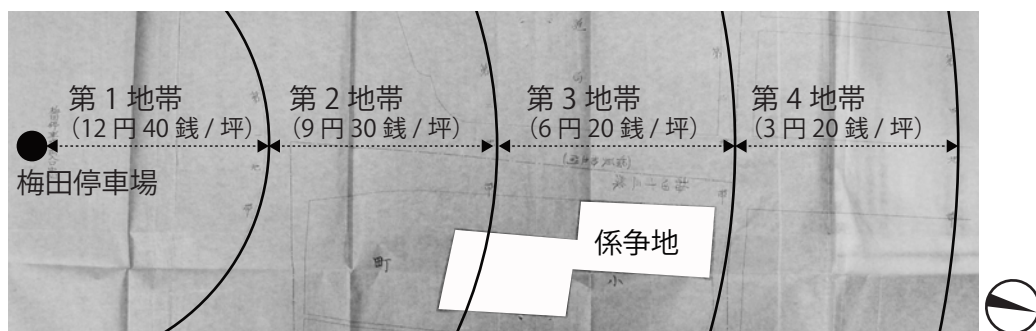 第 1 地帯
（12 円 40 銭 / 坪）
第 2 地帯
（9 円 30 銭 / 坪）
第 3 地帯
（6 円 20 銭 / 坪）
第 4 地帯
（3 円 20 銭 / 坪）
梅田停車場
係争地
町
小